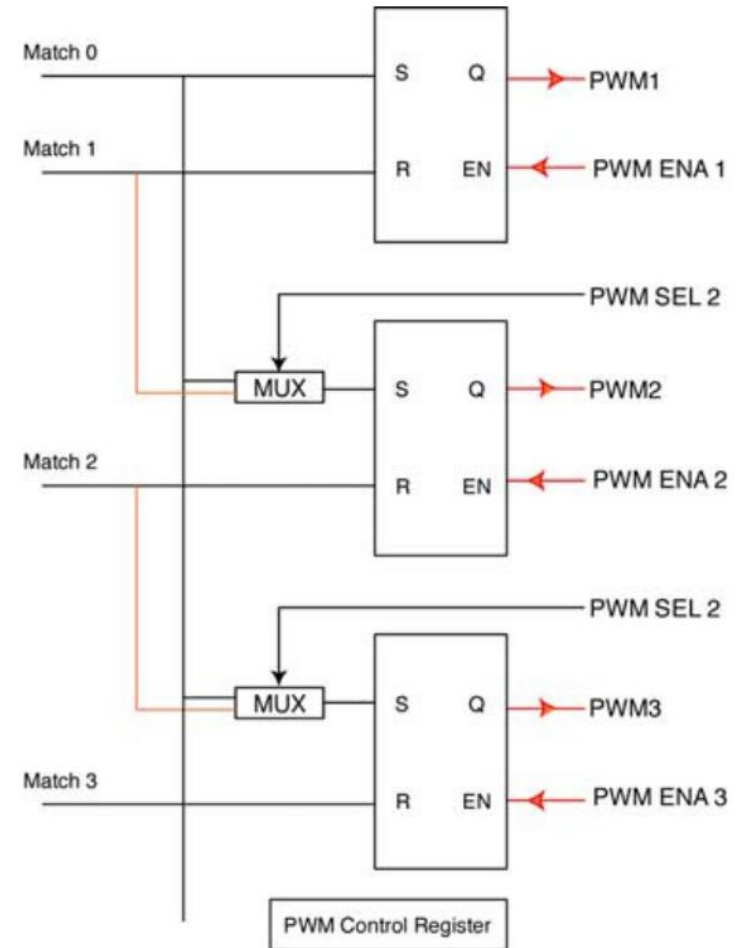 Match 0
S
Q
PWM1
Match 1
R
EN
PWM ENA 1
PWM SEL 2
MUX
S
Q
PWM2
Match 2
R
EN
PWM ENA 2
PWM SEL 2
MUX
S
Q
PWM3
Match 3
R
EN
PWM ENA 3
PWM Control Register